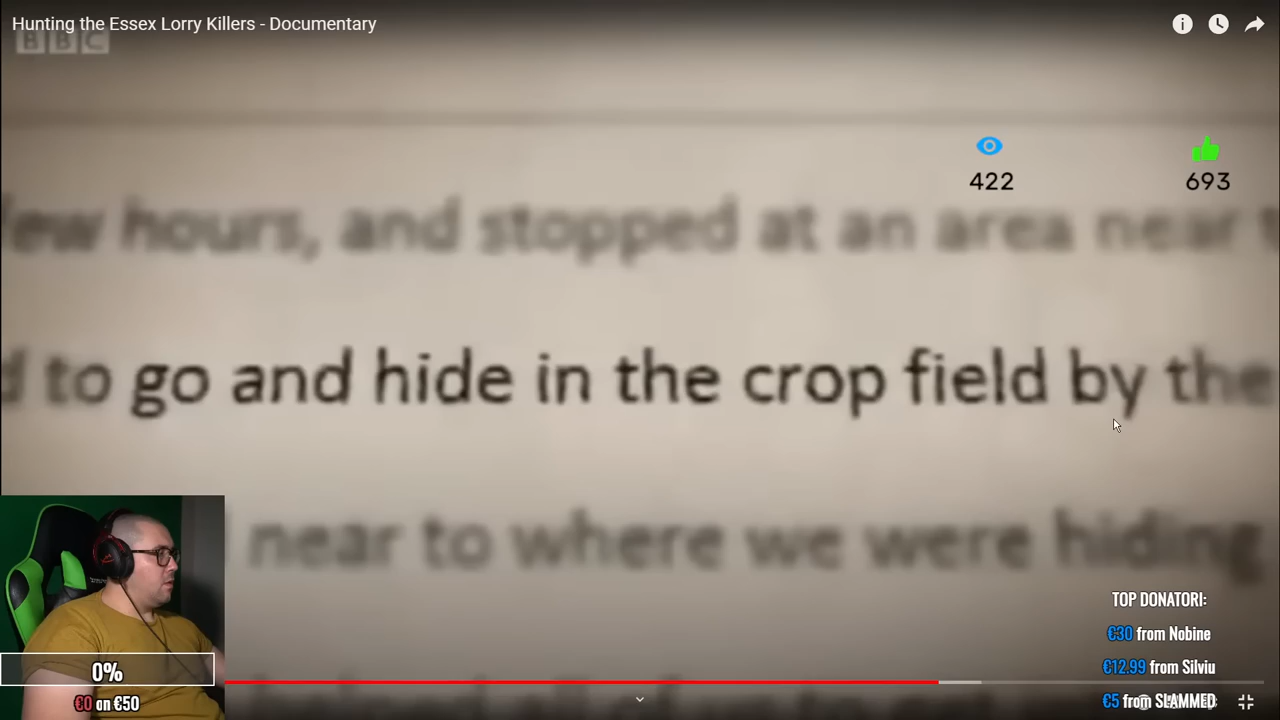 Hunting the Essex Lorry Killers - Documentary
BBC
422
693
few hours, and stopped at an area near
to go and hide in the crop field by the
near to where we were hiding
TOP DONATORI:
€30 from Nobine
€12.99 from Silviu
€5 from SLAMMED
0%
€0 on €50